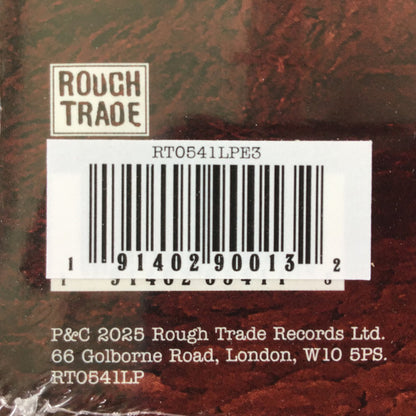 ROUGH
TRADE
RT0541LPE3
1 91402 90013 2
P&C 2025 Rough Trade Records Ltd.
66 Golborne Road, London, W10 5PS.
RT0541LP